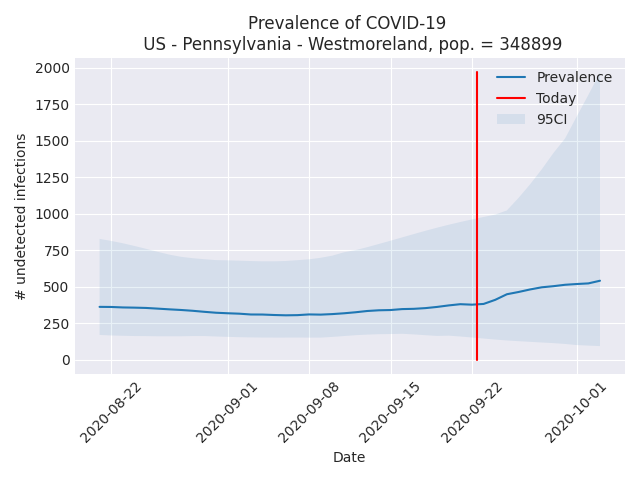 Prevalence of COVID-19
US - Pennsylvania - Westmoreland, pop. = 348899
# undetected infections
2000
1750
1500
1250
1000
750
500
250
0
Prevalence
Today
95CI
2020-08-22
2020-09-01
2020-09-08
2020-09-15
2020-09-22
2020-10-01
Date